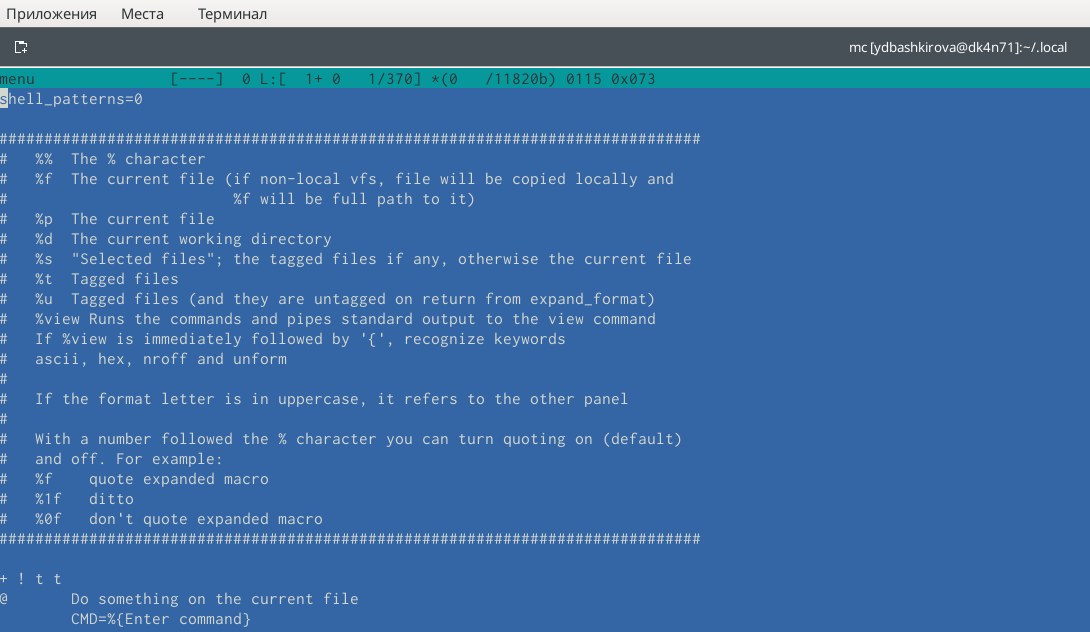 Приложения Места Терминал
mc [ydbashkirova@dk4n71]:~/.local
menu [----] 0 L:[ 1+ 0 1/370] *(0 /11820b) 0115 0x073
shell_patterns=0
##############################################################################
# %% The % character
# %f The current file (if non-local vfs, file will be copied locally and
# %f will be full path to it)
# %p The current file
# %d The current working directory
# %s "Selected files"; the tagged files if any, otherwise the current file
# %t Tagged files
# %u Tagged files (and they are untagged on return from expand_format)
# %view Runs the commands and pipes standard output to the view command
# If %view is immediately followed by '{', recognize keywords
# ascii, hex, nroff and unform
#
# If the format letter is in uppercase, it refers to the other panel
#
# With a number followed the % character you can turn quoting on (default)
# and off. For example:
# %f quote expanded macro
# %1f ditto
# %0f don't quote expanded macro
##############################################################################
+ ! t t
@ Do something on the current file
CMD=%{Enter command}